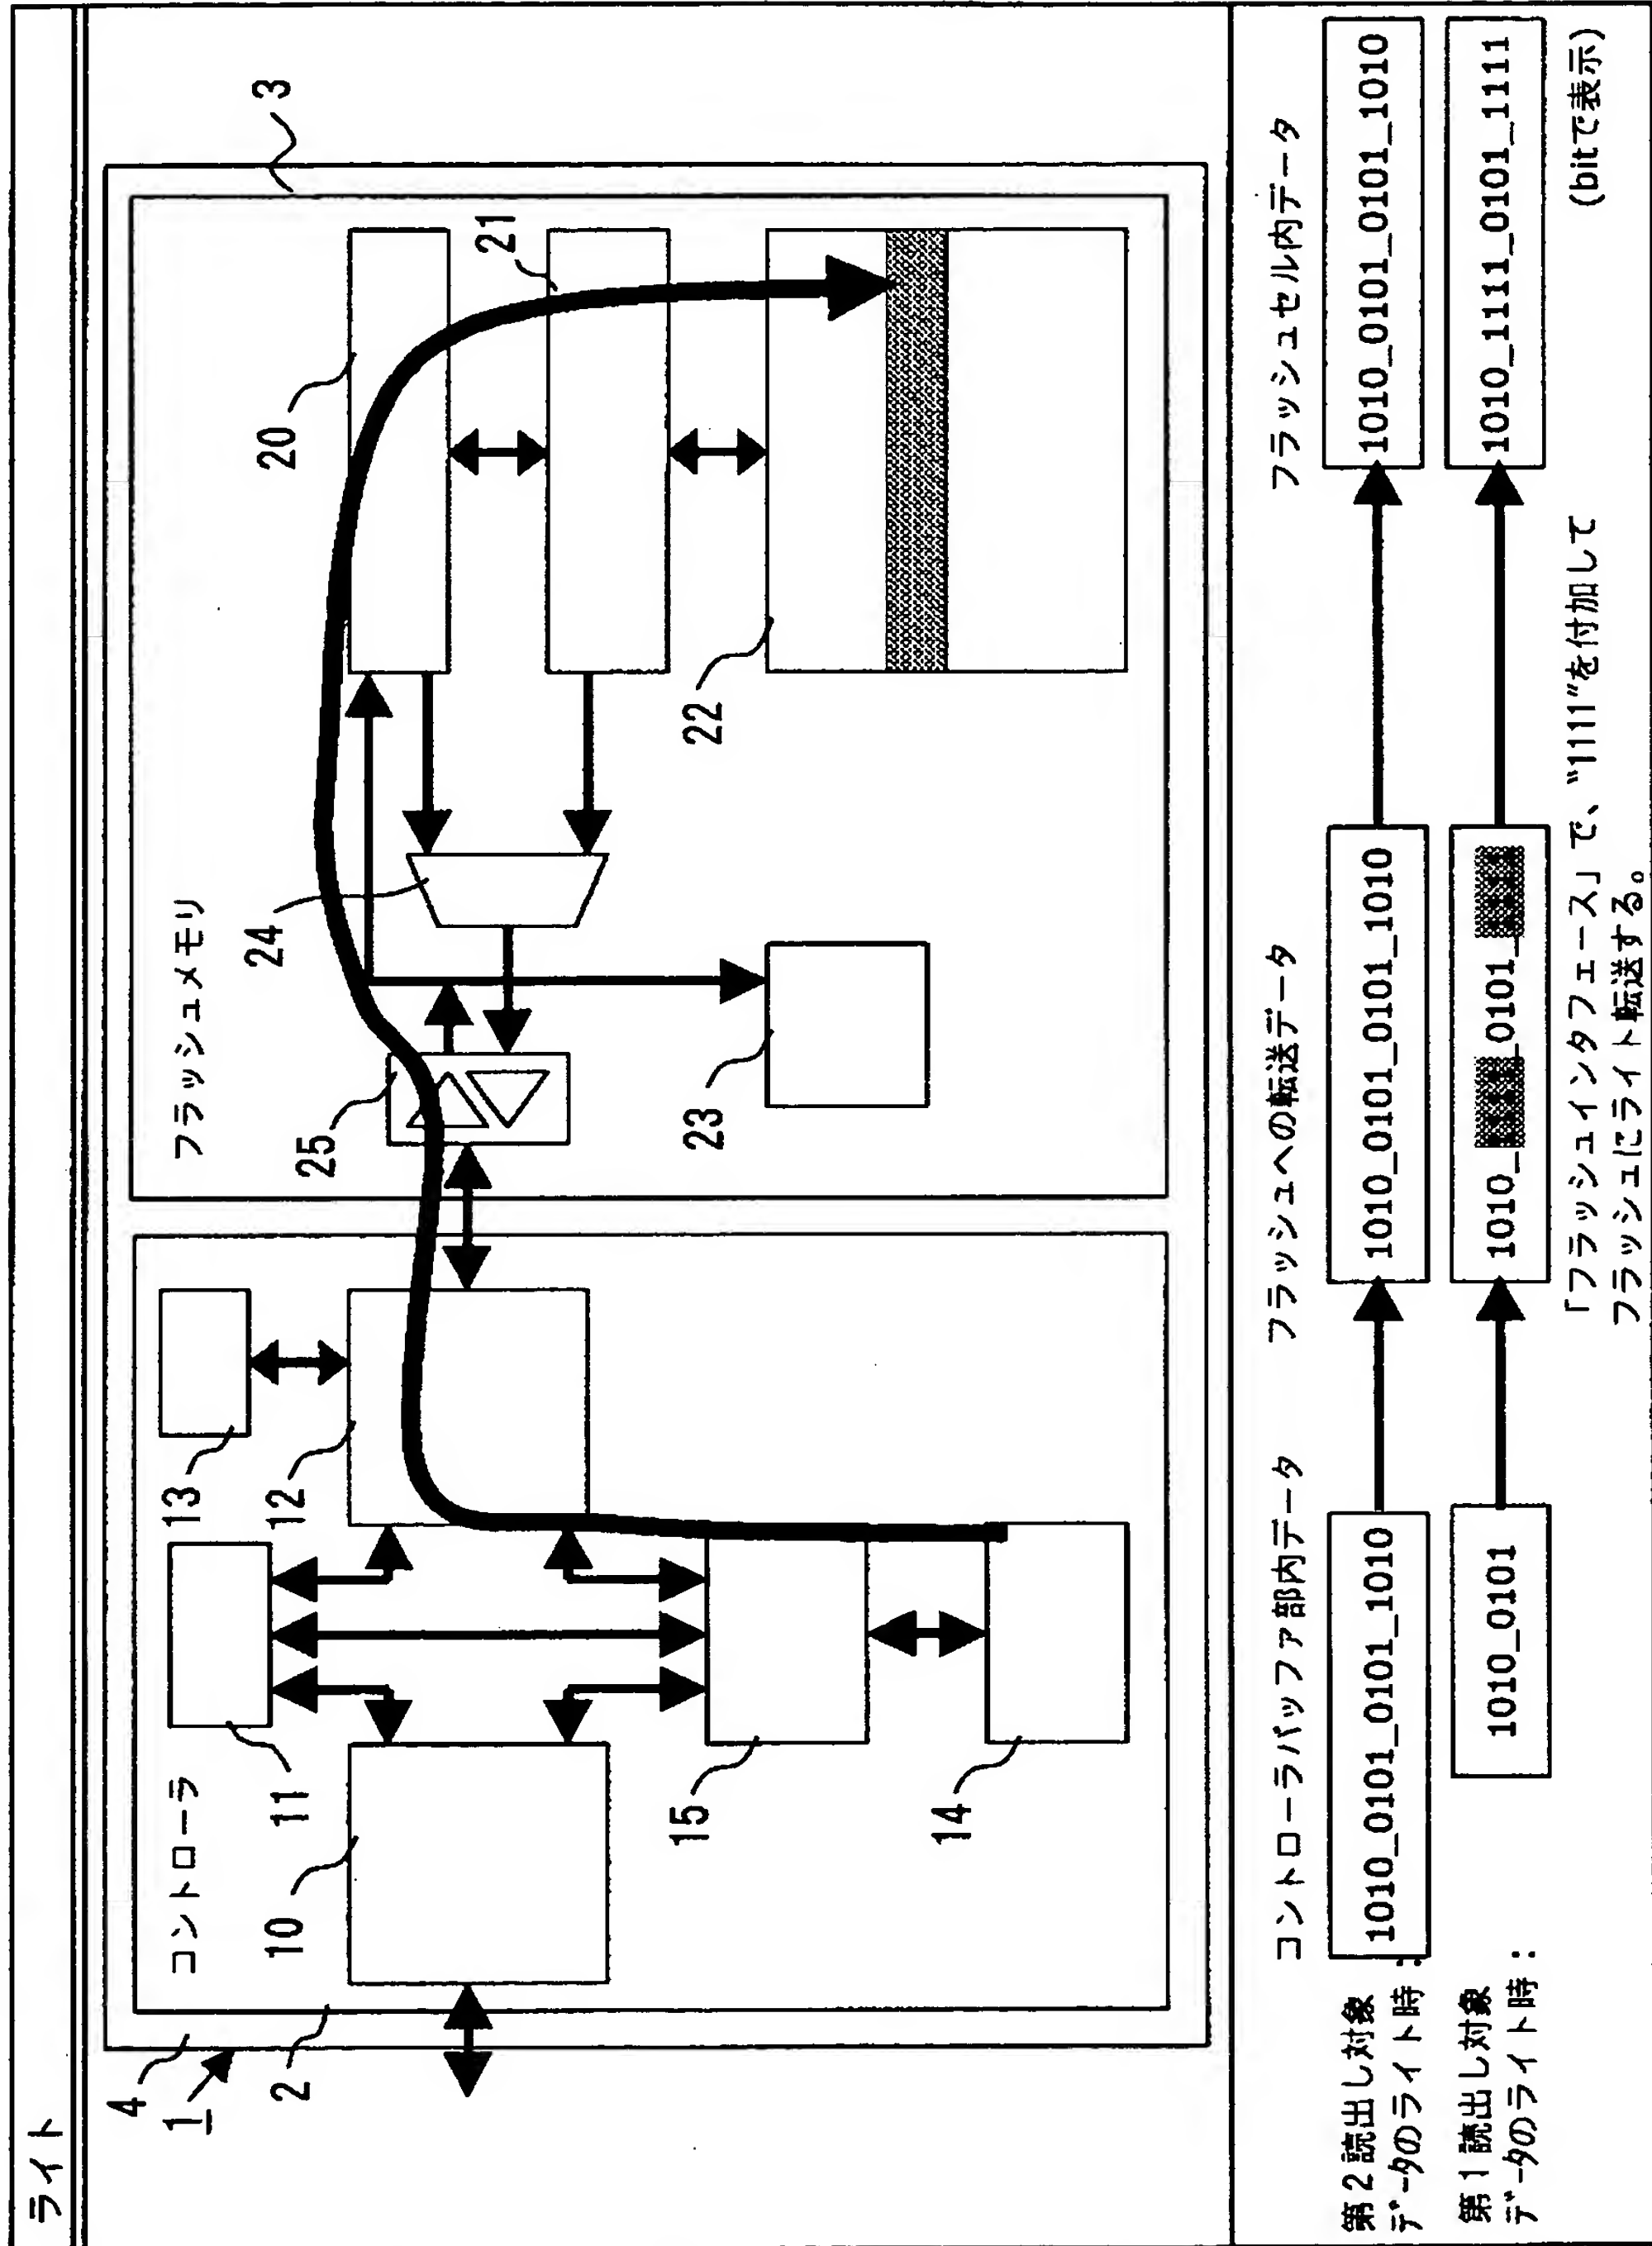 ライト
コントローラ
フラッシュメモリ
1
2
3
4
10
11
12
13
14
15
20
21
22
23
24
25
コントローラバッファ部内データ
フラッシュへの転送データ
フラッシュセル内データ
第2読出し対象
データのライト時:
1010_0101_0101_1010
1010_0101_0101_1010
1010_0101_0101_1010
第1読出し対象
データのライト時:
1010_0101
1010_
_0101_
1010_1111_0101_1111
「フラッシュインタフェース」で、"1111"を付加して
フラッシュにライト転送する。
(bitで表示)